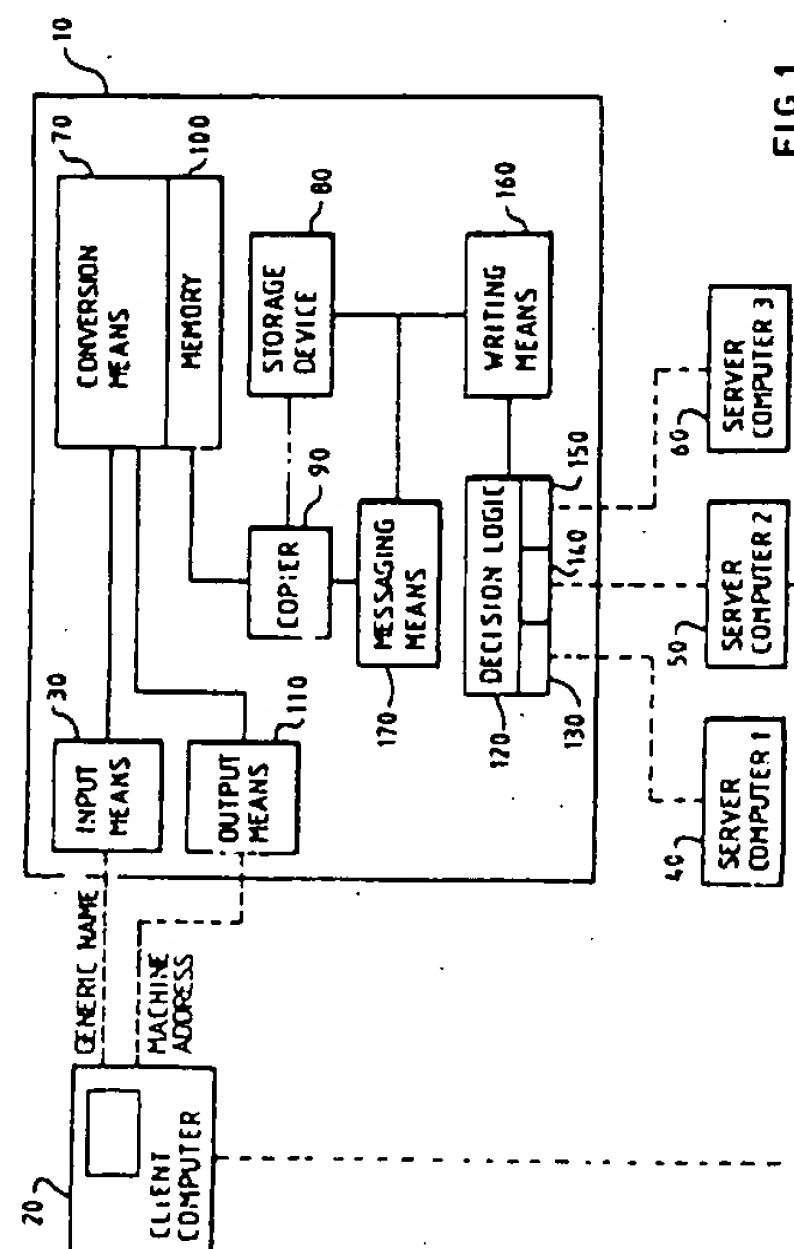 10
70
CONVERSION
MEANS
100
MEMORY
80
STORAGE
DEVICE
160
WRITING
MEANS
90
COPIER
MESSAGING
MEANS
170
150
DECISION LOGIC
140
120
130
30
INPUT
MEANS
110
OUTPUT
MEANS
GENERIC NAME
MACHINE
ADDRESS
20
CLIENT
COMPUTER
40
SERVER
COMPUTER 1
50
SERVER
COMPUTER 2
60
SERVER
COMPUTER 3
FIG 1